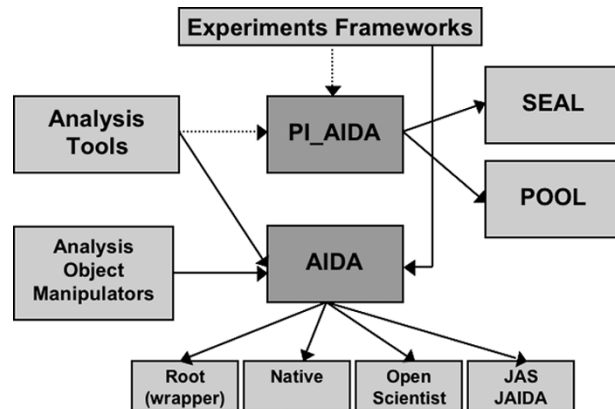 Experiments Frameworks
Analysis
Tools
PI_AIDA
SEAL
POOL
Analysis
Object
Manipulators
AIDA
Root
(wrapper)
Native
Open
Scientist
JAS
JAIDA